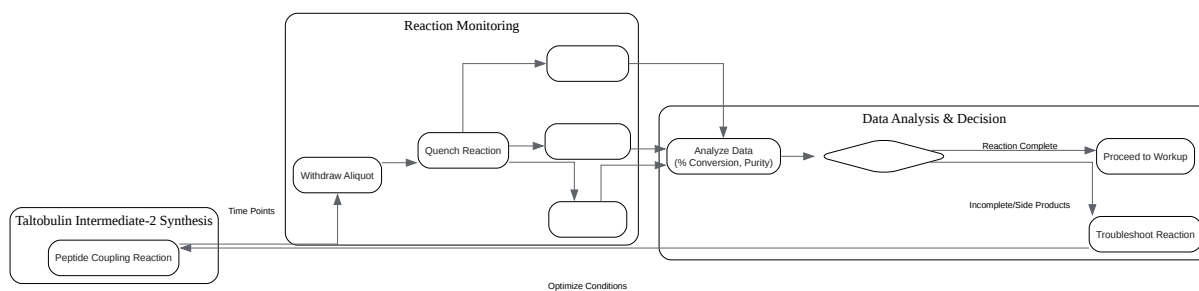 Reaction Monitoring
Data Analysis & Decision
Quench Reaction
Analyze Data
(% Conversion, Purity)
Reaction Complete
Proceed to Workup
Withdraw Aliquot
Time Points
Incomplete/Side Products
Taltobulin Intermediate-2 Synthesis
Troubleshoot Reaction
Peptide Coupling Reaction
Optimize Conditions